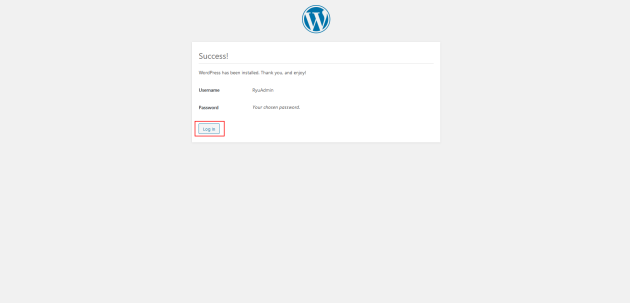 Success!
WordPress has been installed. Thank you, and enjoy!
Username RyuAdmin
Password Your chosen password.
Log In